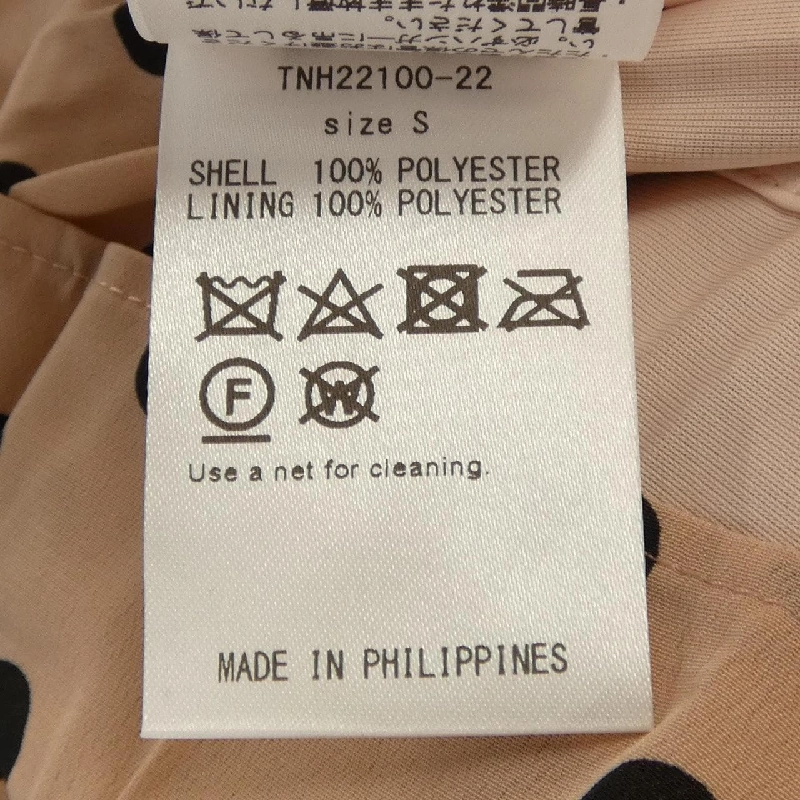 TNH22100-22
size S
SHELL 100% POLYESTER
LINING 100% POLYESTER
F
W
Use a net for cleaning.
MADE IN PHILIPPINES